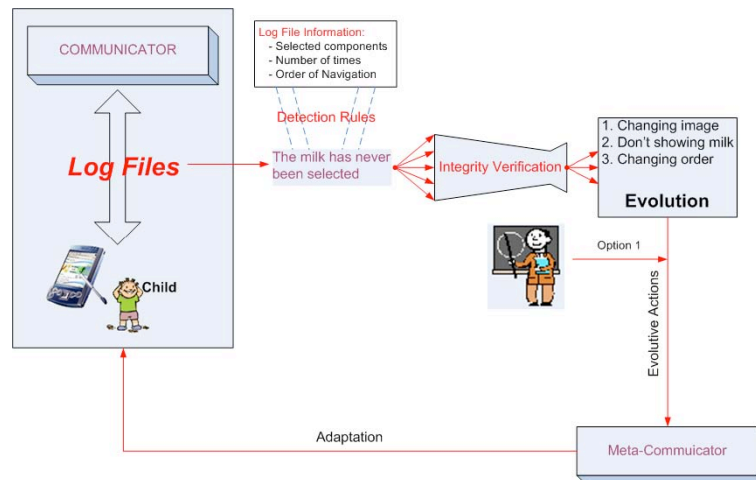 COMMUNICATOR
Log Files
Child
Log File Information:
- Selected components
- Number of times
- Order of Navigation
Detection Rules
The milk has never
been selected
Integrity Verification
1. Changing image
2. Don't showing milk
3. Changing order
Evolution
Option 1
Evolutive Actions
Adaptation
Meta-Commuicator